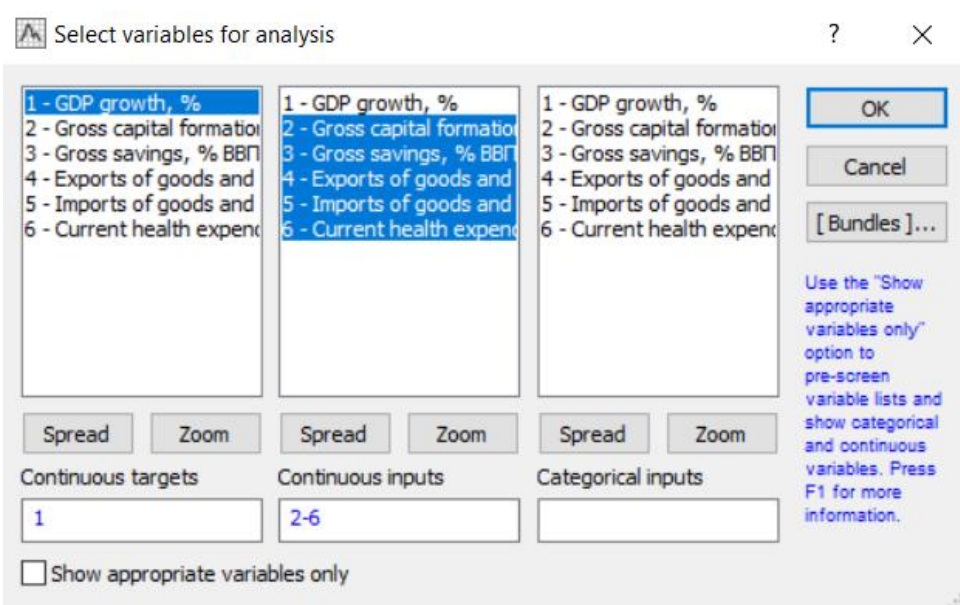 Select variables for analysis
?
1 - GDP growth, %
2 - Gross capital formation
3 - Gross savings, % ВВП
4 - Exports of goods and
5 - Imports of goods and
6 - Current health expend
1 - GDP growth, %
2 - Gross capital formation
3 - Gross savings, % ВВП
4 - Exports of goods and
5 - Imports of goods and
6 - Current health expend
1 - GDP growth, %
2 - Gross capital formation
3 - Gross savings, % ВВП
4 - Exports of goods and
5 - Imports of goods and
6 - Current health expend
OK
Cancel
[ Bundles ]...
Use the "Show
appropriate
variables only"
option to
pre-screen
variable lists and
show categorical
and continuous
variables. Press
F1 for more
information.
Spread
Zoom
Spread
Zoom
Spread
Zoom
Continuous targets
Continuous inputs
Categorical inputs
1
2-6
Show appropriate variables only